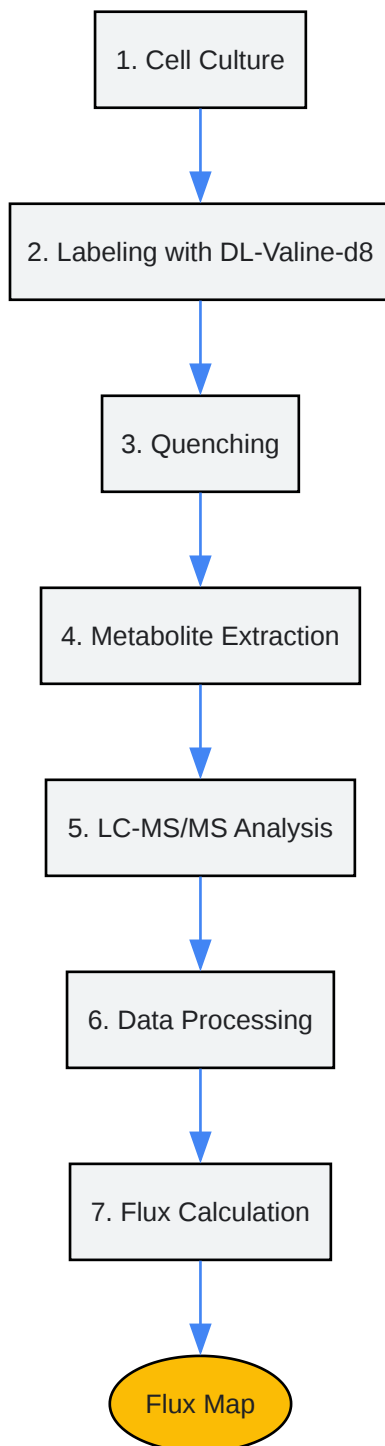 1. Cell Culture
2. Labeling with DL-Valine-d8
3. Quenching
4. Metabolite Extraction
5. LC-MS/MS Analysis
6. Data Processing
7. Flux Calculation
Flux Map